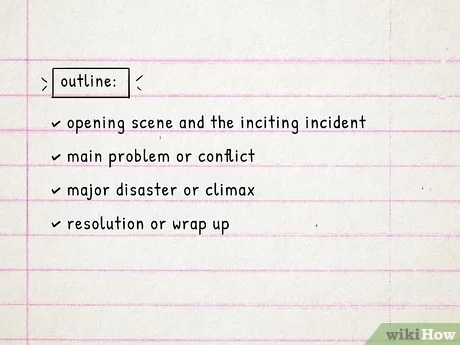 outline:
opening scene and the inciting incident
main problem or conflict
major disaster or climax
resolution or wrap up
wikiHow